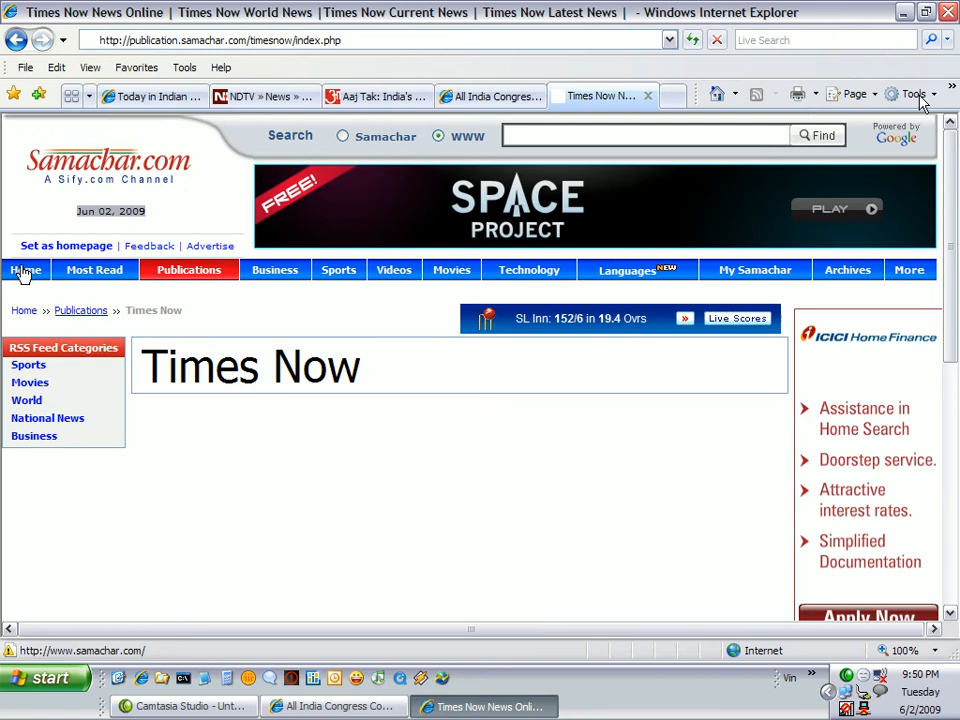 Times Now News Online | Times Now World News |Times Now Current News | Times Now Latest News | - Windows Internet Explorer
http://publication.samachar.com/timesnow/index.php
Live Search
File Edit View Favorites Tools Help
Today in Indian ...
NDTV » News » ...
Aaj Tak: India's ...
All India Congres...
Times Now N...
Page
Tools
Samachar.com
A Sify.com Channel
Jun 02, 2009
Search Samachar www Find
Powered by
Google
FREE!
SPACE
PROJECT
PLAY
Set as homepage | Feedback | Advertise
Home Most Read Publications Business Sports Videos Movies Technology Languages NEW My Samachar Archives More
Home » Publications » Times Now
SL Inn: 152/6 in 19.4 Ovrs » Live Scores
RSS Feed Categories
Sports
Movies
World
National News
Business
Times Now
ICICI Home Finance
Assistance in
Home Search
Doorstep service.
Attractive
interest rates.
Simplified
Documentation
Apply Now
http://www.samachar.com/
Internet
100%
start
Vin
9:50 PM
Tuesday
6/2/2009
Camtasia Studio - Unt...
All India Congress Co...
Times Now News Onli...